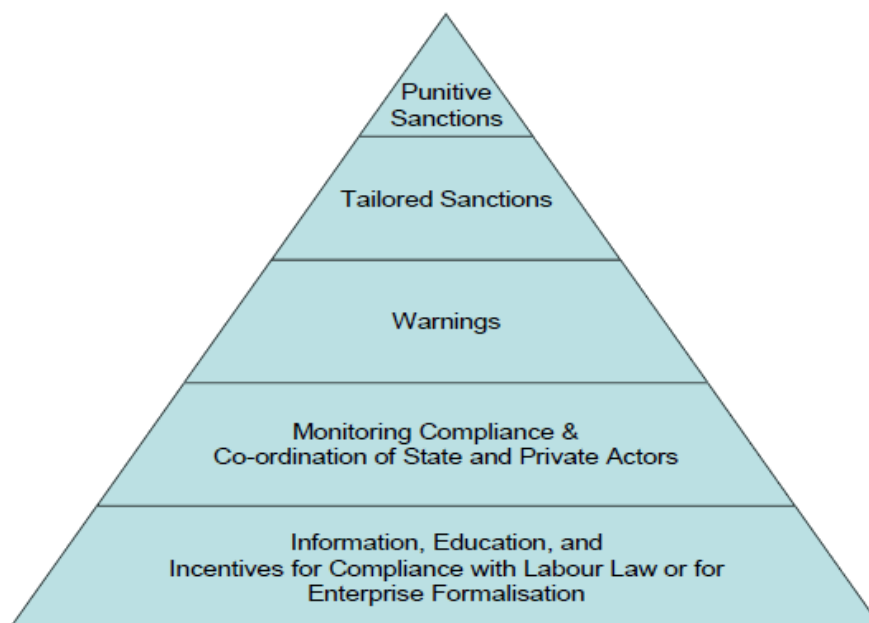 Punitive
Sanctions
Tailored Sanctions
Warnings
Monitoring Compliance &
Co-ordination of State and Private Actors
Information, Education, and
Incentives for Compliance with Labour Law or for
Enterprise Formalisation